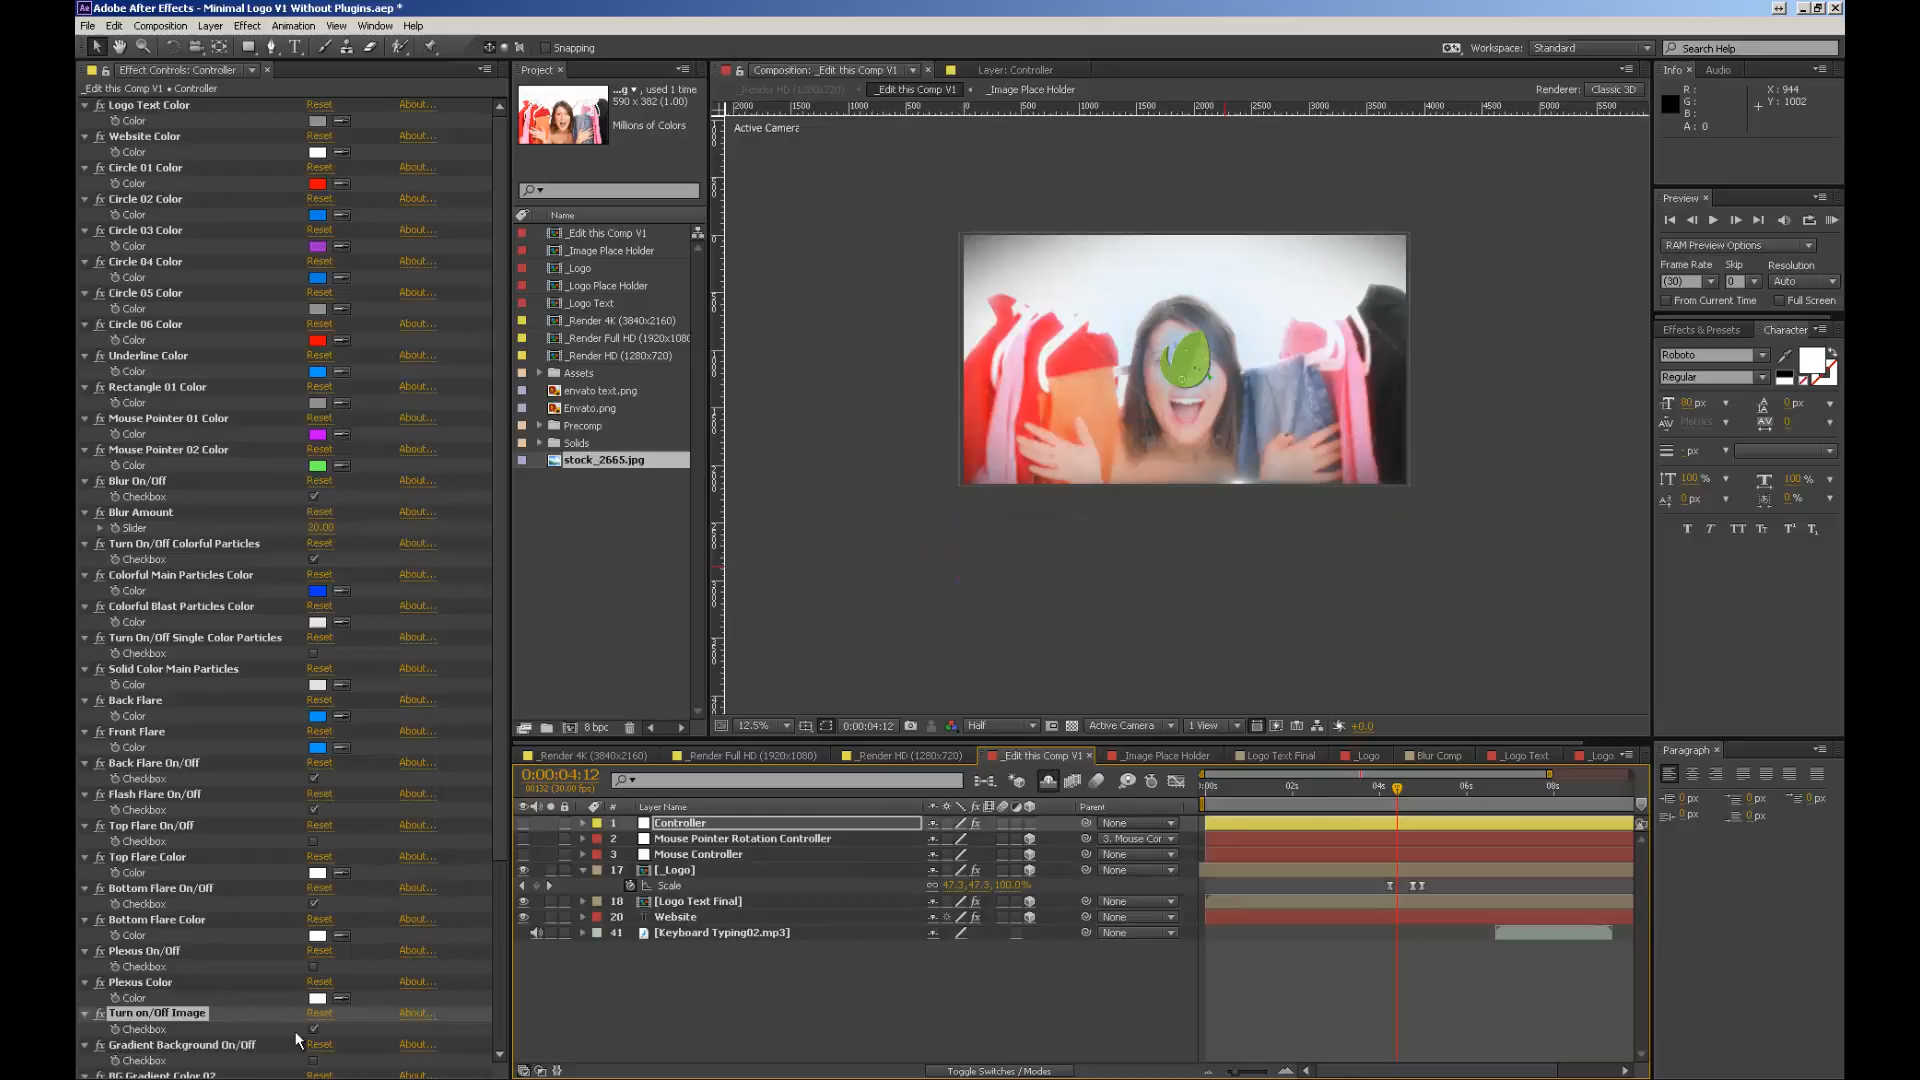 Adobe After Effects - Minimal Logo V1 Without Plugins.aep *
File Edit Composition Layer Effect Animation View Window Help
Snapping
Workspace: Standard
Search Help
Effect Controls: Controller
_Edit this Comp V1 • Controller
Logo Text Color Reset About...
Color
Website Color Reset About...
Color
Circle 01 Color Reset About...
Color
Circle 02 Color Reset About...
Color
Circle 03 Color Reset About...
Color
Circle 04 Color Reset About...
Color
Circle 05 Color Reset About...
Color
Circle 06 Color Reset About...
Color
Underline Color Reset About...
Color
Rectangle 01 Color Reset About...
Color
Mouse Pointer 01 Color Reset About...
Color
Mouse Pointer 02 Color Reset About...
Color
Blur On/Off Reset About...
Checkbox
Blur Amount Reset About...
Slider 20.00
Turn On/Off Colorful Particles Reset About...
Checkbox
Colorful Main Particles Color Reset About...
Color
Colorful Blast Particles Color Reset About...
Color
Turn On/Off Single Color Particles Reset About...
Checkbox
Solid Color Main Particles Reset About...
Color
Back Flare Reset About...
Color
Front Flare Reset About...
Color
Back Flare On/Off Reset About...
Checkbox
Flash Flare On/Off Reset About...
Checkbox
Top Flare On/Off Reset About...
Checkbox
Top Flare Color Reset About...
Color
Bottom Flare On/Off Reset About...
Checkbox
Bottom Flare Color Reset About...
Color
Plexus On/Off Reset About...
Checkbox
Plexus Color Reset About...
Color
Turn on/Off Image Reset About...
Checkbox
Gradient Background On/Off Reset About...
Checkbox
BG Gradient Color 02 Reset About...
Project
...g ▾, used 1 time
590 x 382 (1.00)
Millions of Colors
Name
_Edit this Comp V1
_Image Place Holder
_Logo
_Logo Place Holder
_Logo Text
_Render 4K (3840x2160)
_Render Full HD (1920x1080
_Render HD (1280x720)
Assets
envato text.png
Envato.png
Precomp
Solids
stock_2665.jpg
8 bpc
Composition: _Edit this Comp V1
Layer: Controller
_Render HD (1280x720) _Edit this Comp V1 _Image Place Holder
Renderer: Classic 3D
2000 1500 1000 500 0 500 1000 1500 2000 2500 3000 3500 4000 4500 5000 5500
Active Camera
12.5% 0:00:04:12 Half Active Camera 1 View +0.0
Info Audio
R:
G:
B:
A: 0
X: 944
Y: 1002
Preview
RAM Preview Options
Frame Rate Skip Resolution
(30) 0 Auto
From Current Time Full Screen
Effects & Presets Character
Roboto
Regular
80 px 0 px
Metrics 0
- px
100 % 100 %
0 px 0 %
T T TT Tт T¹ T₁
Paragraph
0 px 0 px 0 px
0 px 0 px
_Render 4K (3840x2160) _Render Full HD (1920x1080) _Render HD (1280x720) _Edit this Comp V1 _Image Place Holder Logo Text Final _Logo Blur Comp _Logo Text _Logo
0:00:04:12
00132 (30.00 fps)
:00s 02s 04s 06s 08s
# Layer Name Parent
1 Controller None
2 Mouse Pointer Rotation Controller 3. Mouse Cor
3 Mouse Controller None
17 [_Logo] None
Scale 47.3, 47.3, 100.0%
18 [Logo Text Final] None
20 Website None
41 [Keyboard Typing02.mp3] None
Toggle Switches / Modes